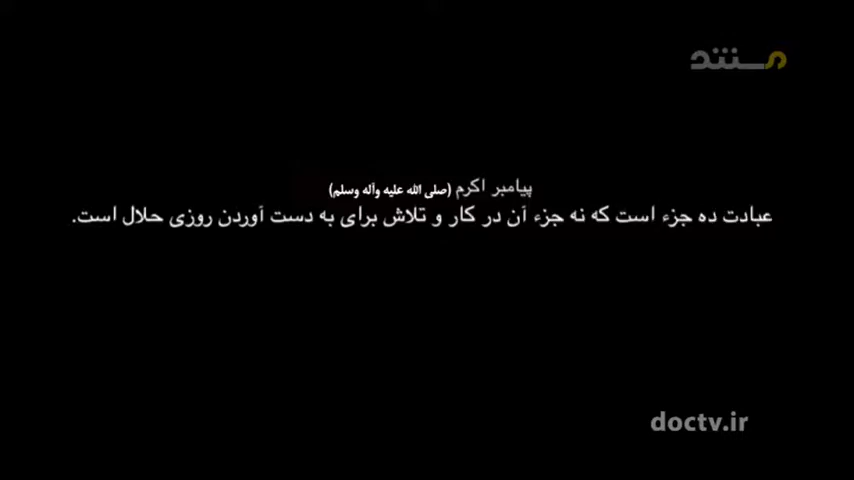 مستند
پیامبر اکرم (صلی الله علیه وآله وسلم)
عبادت ده جزء است که نه جزء آن در کار و تلاش برای به دست آوردن روزی حلال است.
doctv.ir